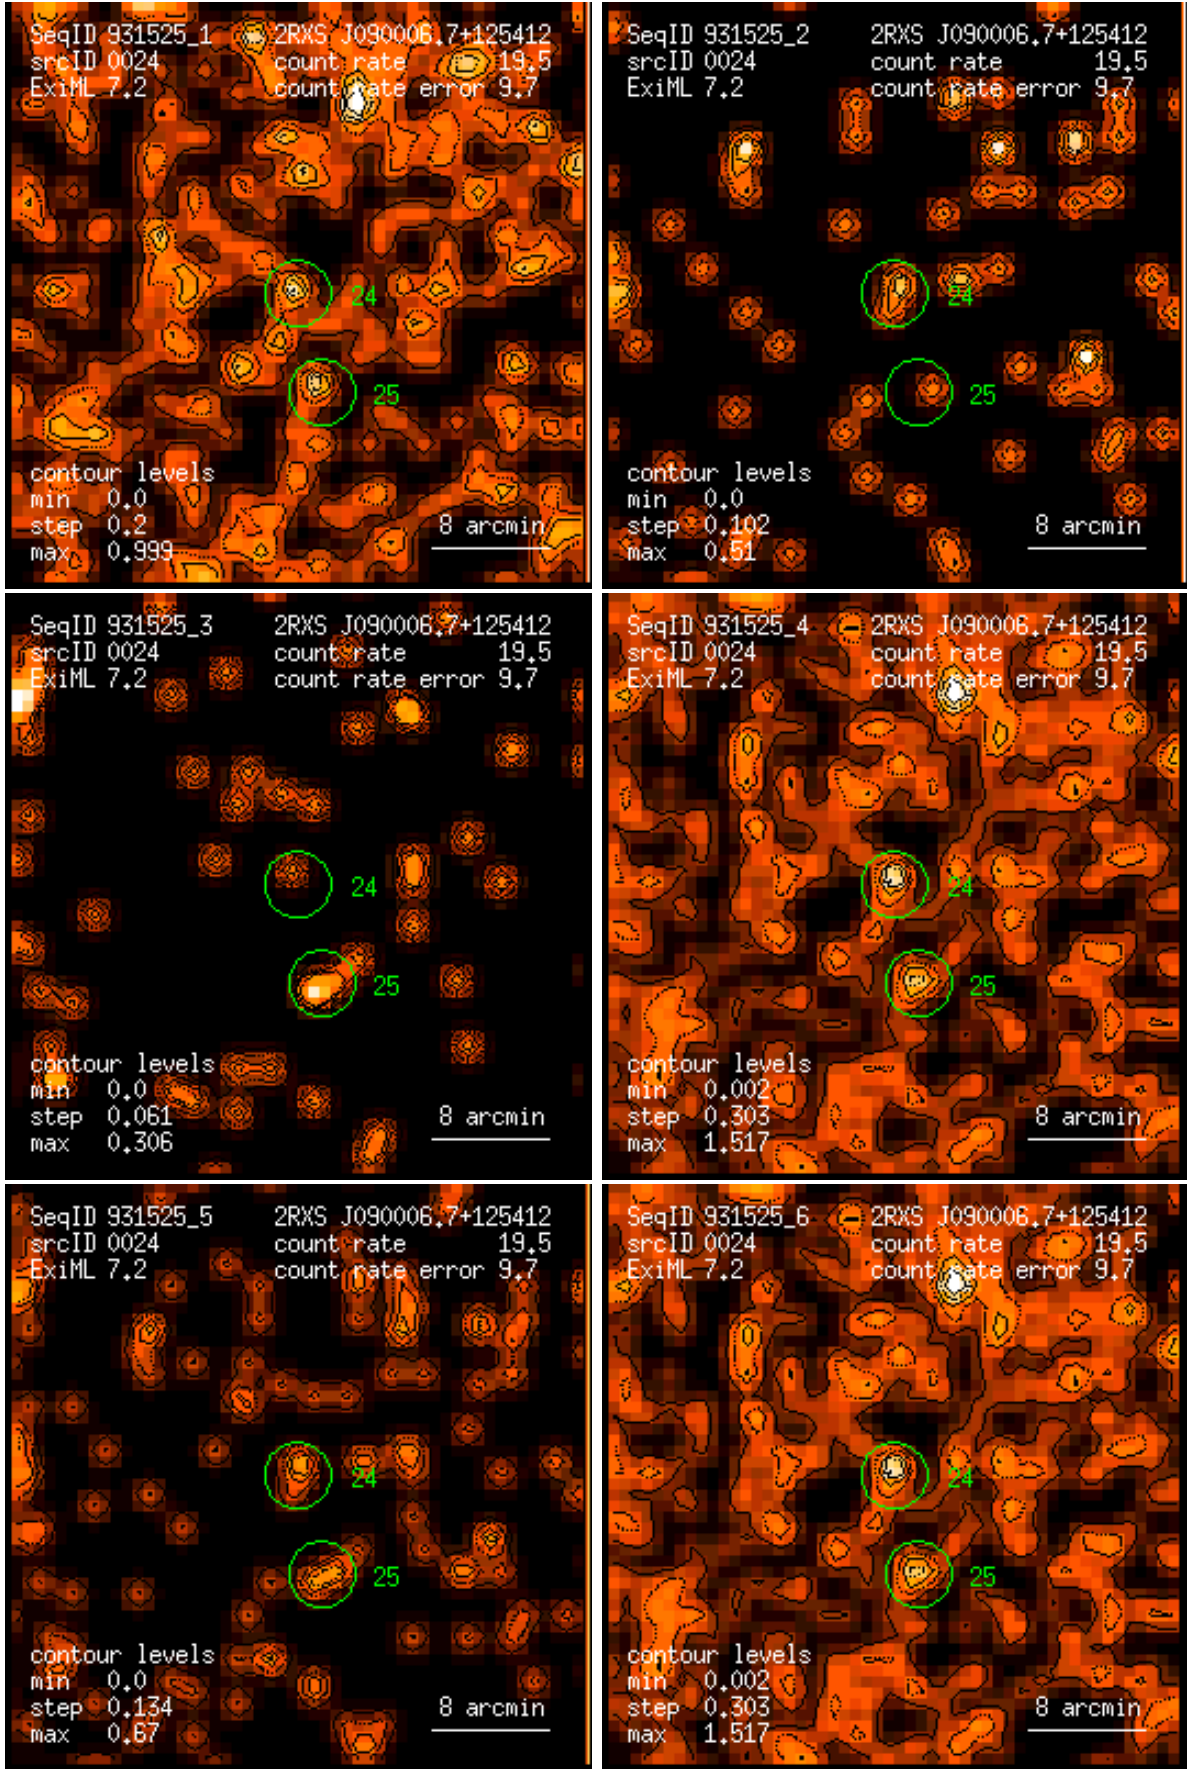 SeqID 931525_1 2RXS J090006.7+125412
srcID 0024 count rate 19.5
ExiML 7.2 count rate error 9.7
24
25
contour levels
min 0.0
step 0.2 8 arcmin
max 0.999
SeqID 931525_2 2RXS J090006.7+125412
srcID 0024 count rate 19.5
ExiML 7.2 count rate error 9.7
24
25
contour levels
min 0.0
step 0.102 8 arcmin
max 0.51
SeqID 931525_3 2RXS J090006.7+125412
srcID 0024 count rate 19.5
ExiML 7.2 count rate error 9.7
24
25
contour levels
min 0.0
step 0.061 8 arcmin
max 0.306
SeqID 931525_4 2RXS J090006.7+125412
srcID 0024 count rate 19.5
ExiML 7.2 count rate error 9.7
24
25
contour levels
min 0.002
step 0.303 8 arcmin
max 1.517
SeqID 931525_5 2RXS J090006.7+125412
srcID 0024 count rate 19.5
ExiML 7.2 count rate error 9.7
24
25
contour levels
min 0.0
step 0.134 8 arcmin
max 0.67
SeqID 931525_6 2RXS J090006.7+125412
srcID 0024 count rate 19.5
ExiML 7.2 count rate error 9.7
24
25
contour levels
min 0.002
step 0.303 8 arcmin
max 1.517